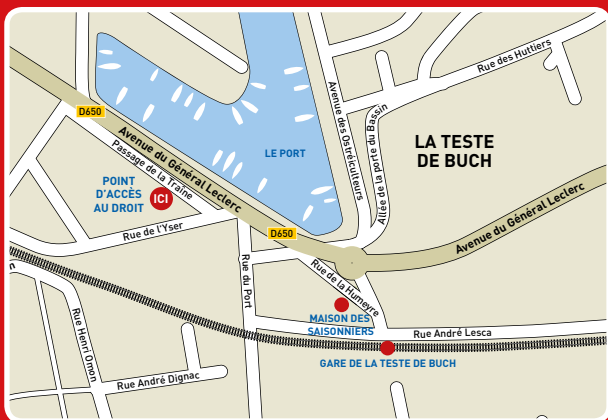 Rue des Huttiers
D650
Avenue des Ostréiculteurs
Allée de la porte du Bassin
Avenue du Général Leclerc
Passage de la Traîne
LE PORT
LA TESTE
DE BUCH
POINT
D'ACCÈS
AU DROIT
ICI
Avenue du Général Leclerc
Rue de l'Yser
D650
Rue du Port
Rue de la Humeyre
MAISON DES
SAISONNIERS
Rue Henri Omon
Rue André Lesca
GARE DE LA TESTE DE BUCH
Rue André Dignac